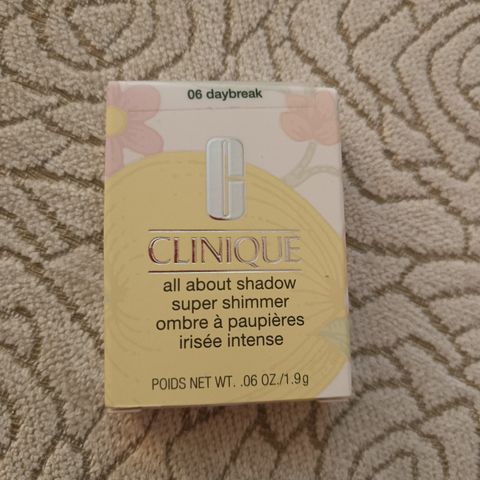 06 daybreak
CLINIQUE
all about shadow
super shimmer
ombre à paupières
irisée intense
POIDS NET WT. .06 OZ./1.9g